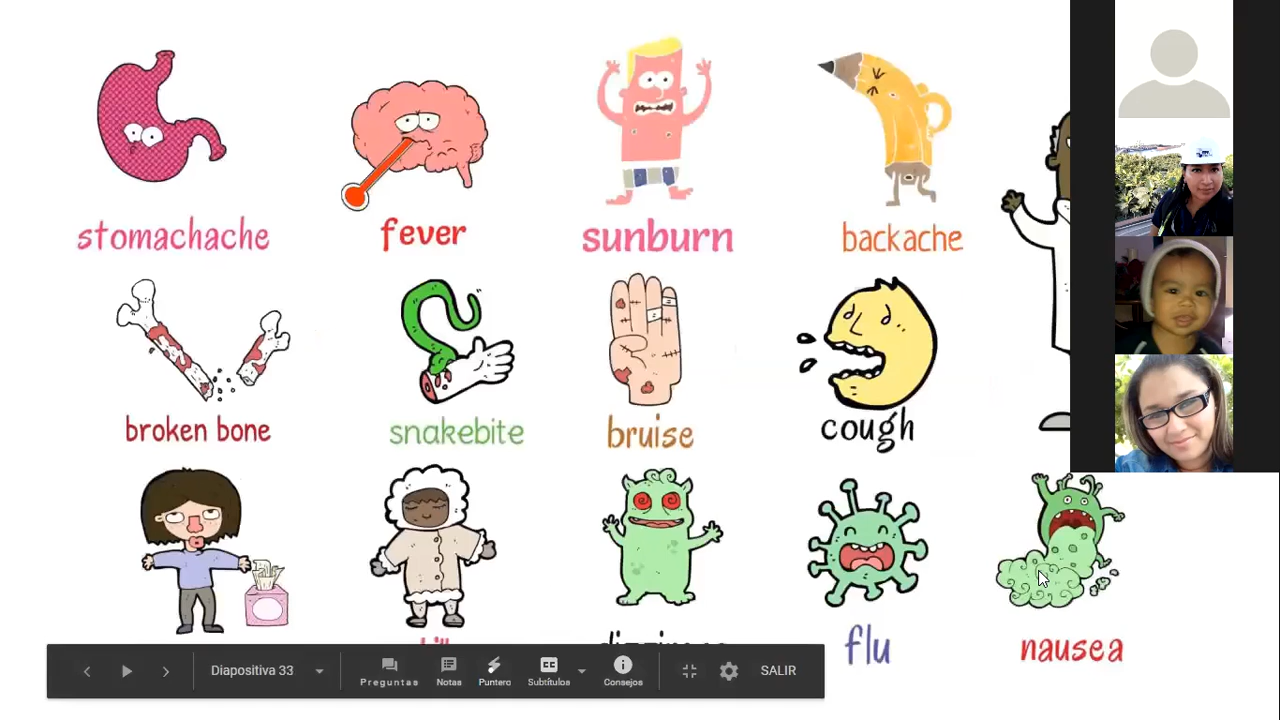 stomachache
fever
sunburn
backache
broken bone
snakebite
bruise
cough
flu
nausea
Diapositiva 33
Preguntas
Notas
Puntero
Subtítulos
Consejos
SALIR